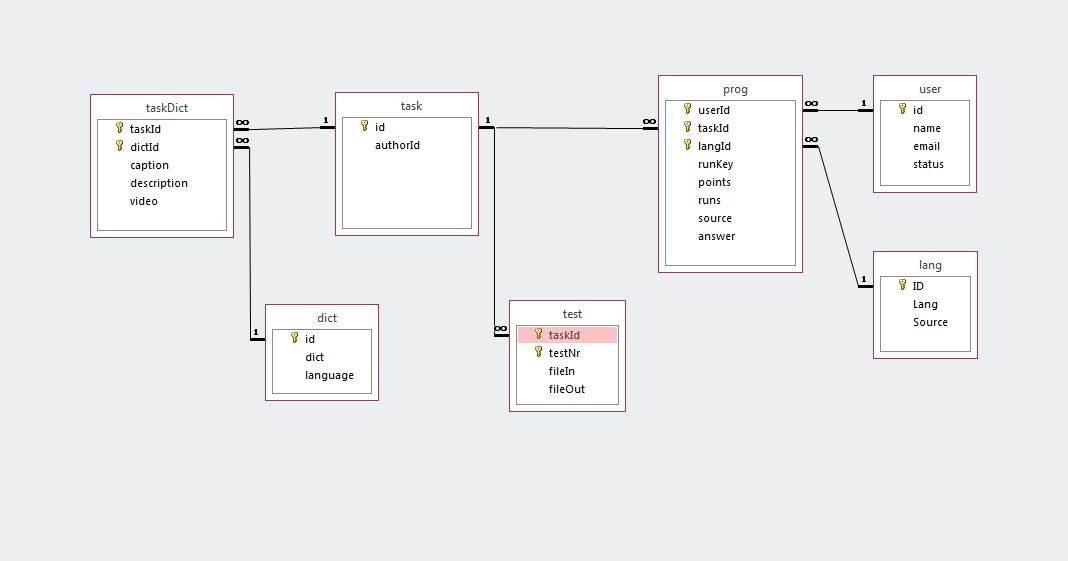 taskDict
taskId
dictId
caption
description
video
∞
∞
1
task
id
authorId
1
∞
prog
userId
taskId
langId
runKey
points
runs
source
answer
∞
∞
1
user
id
name
email
status
1
lang
ID
Lang
Source
1
dict
id
dict
language
∞
test
taskId
testNr
fileIn
fileOut